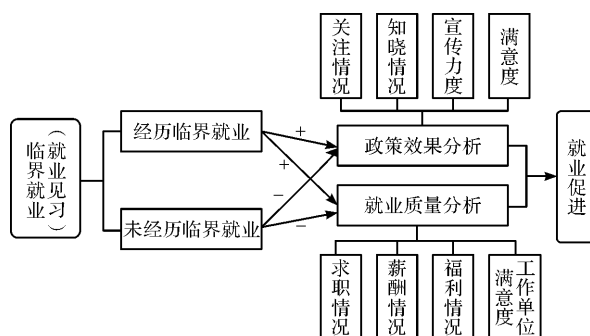 关注情况
知晓情况
宣传力度
满意度
临界就业
（就业见习）
经历临界就业
未经历临界就业
+
+
−
−
政策效果分析
就业质量分析
就业促进
求职情况
薪酬情况
福利情况
工作单位
满意度